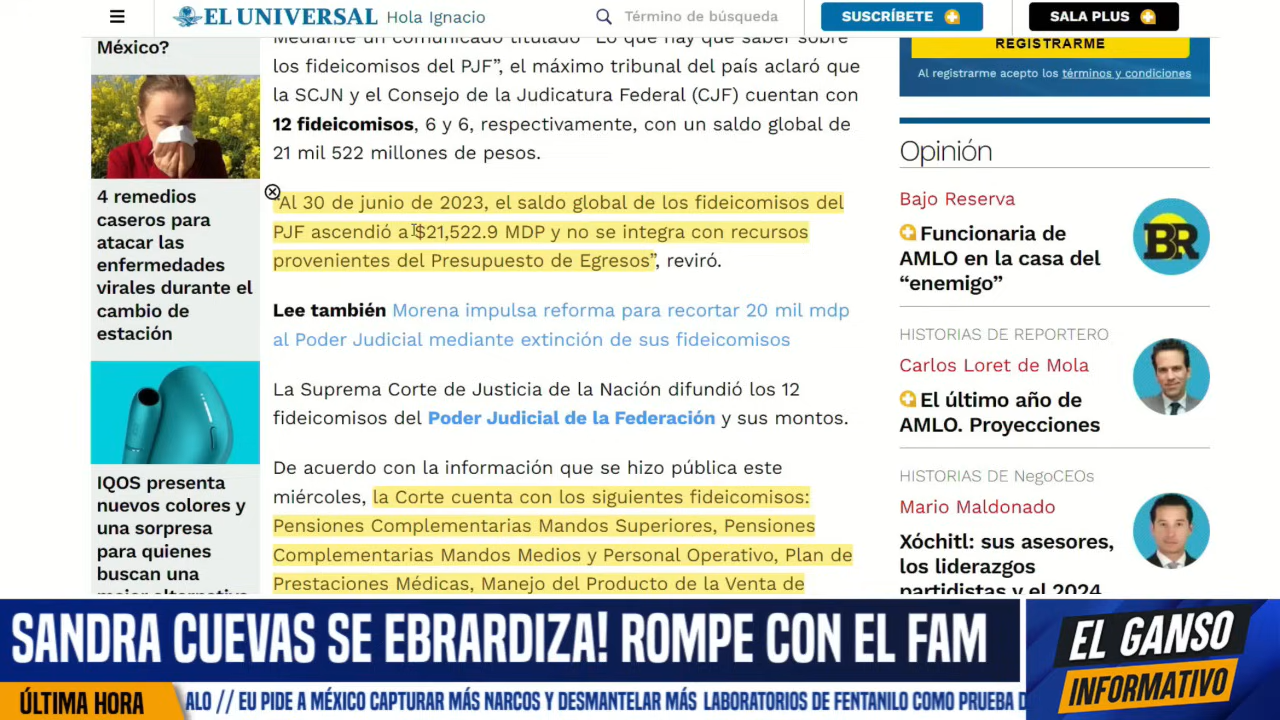 EL UNIVERSAL
Hola Ignacio
Término de búsqueda
SUSCRÍBETE
SALA PLUS
México?
4 remedios
caseros para
atacar las
enfermedades
virales durante el
cambio de
estación
IQOS presenta
nuevos colores y
una sorpresa
para quienes
buscan una
mejor alternativa
Mediante un comunicado titulado “Lo que hay que saber sobre
los fideicomisos del PJF”, el máximo tribunal del país aclaró que
la SCJN y el Consejo de la Judicatura Federal (CJF) cuentan con
12 fideicomisos, 6 y 6, respectivamente, con un saldo global de
21 mil 522 millones de pesos.
“Al 30 de junio de 2023, el saldo global de los fideicomisos del
PJF ascendió a $21,522.9 MDP y no se integra con recursos
provenientes del Presupuesto de Egresos”, reviró.
Lee también Morena impulsa reforma para recortar 20 mil mdp
al Poder Judicial mediante extinción de sus fideicomisos
La Suprema Corte de Justicia de la Nación difundió los 12
fideicomisos del Poder Judicial de la Federación y sus montos.
De acuerdo con la información que se hizo pública este
miércoles, la Corte cuenta con los siguientes fideicomisos:
Pensiones Complementarias Mandos Superiores, Pensiones
Complementarias Mandos Medios y Personal Operativo, Plan de
Prestaciones Médicas, Manejo del Producto de la Venta de
REGISTRARME
Al registrarme acepto los términos y condiciones
Opinión
Bajo Reserva
Funcionaria de
AMLO en la casa del
“enemigo”
BR
HISTORIAS DE REPORTERO
Carlos Loret de Mola
El último año de
AMLO. Proyecciones
HISTORIAS DE NegoCEOs
Mario Maldonado
Xóchitl: sus asesores,
los liderazgos
partidistas y el 2024
SANDRA CUEVAS SE EBRARDIZA! ROMPE CON EL FAM
EL GANSO
INFORMATIVO
ÚLTIMA HORA
ALO // EU PIDE A MÉXICO CAPTURAR MÁS NARCOS Y DESMANTELAR MÁS LABORATORIOS DE FENTANILO COMO PRUEBA D